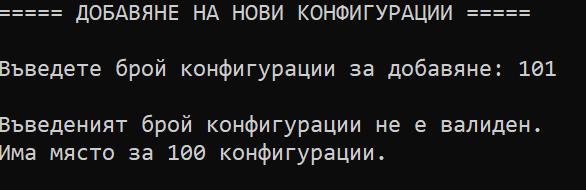 ===== ДОБАВЯНЕ НА НОВИ КОНФИГУРАЦИИ =====
Въведете брой конфигурации за добавяне: 101
Въведеният брой конфигурации не е валиден.
Има място за 100 конфигурации.